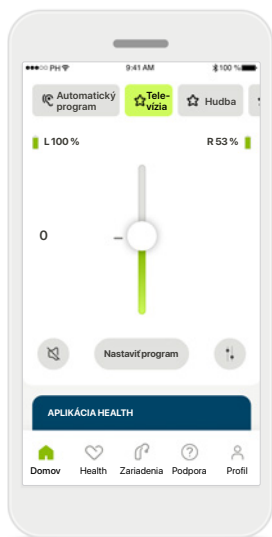 PH
9:41 AM
100 %
Automatický
program
Tele-
vízia
Hudba
L 100 %
R 53 %
0
Nastaviť program
APLIKÁCIA HEALTH
Domov
Health
Zariadenia
Podpora
Profil